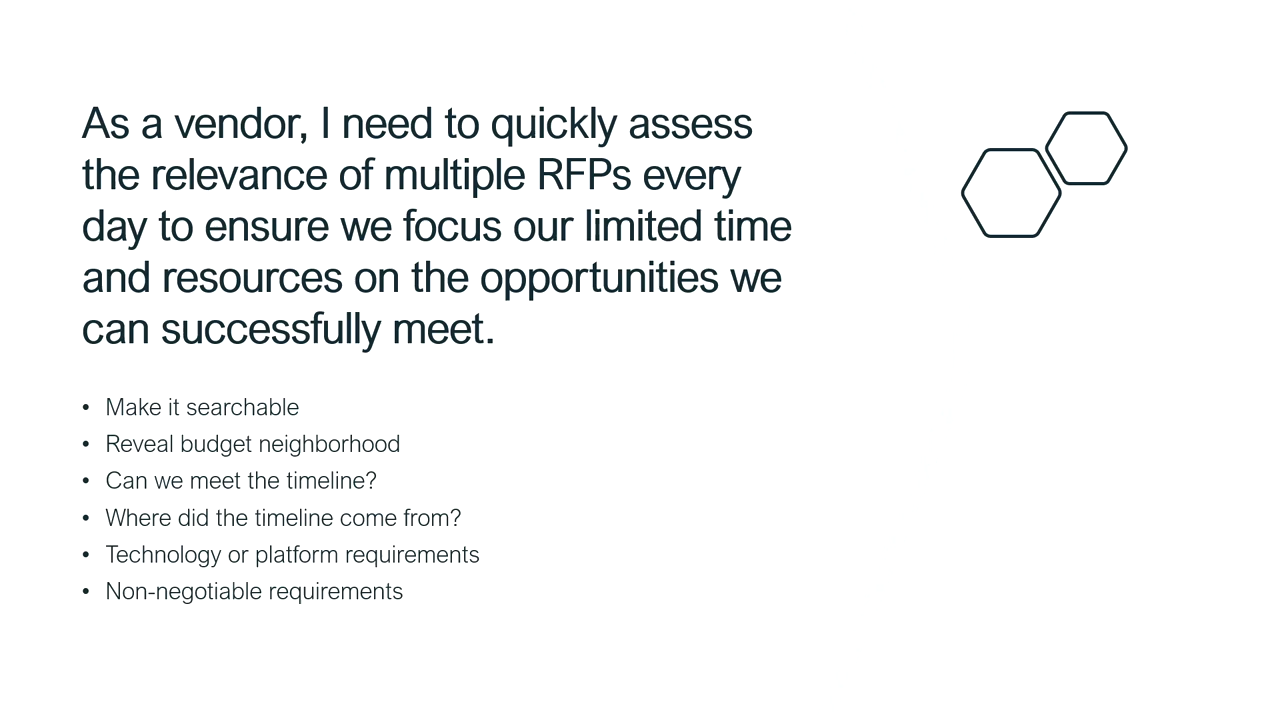 As a vendor, I need to quickly assess
the relevance of multiple RFPs every
day to ensure we focus our limited time
and resources on the opportunities we
can successfully meet.
• Make it searchable
• Reveal budget neighborhood
• Can we meet the timeline?
• Where did the timeline come from?
• Technology or platform requirements
• Non-negotiable requirements